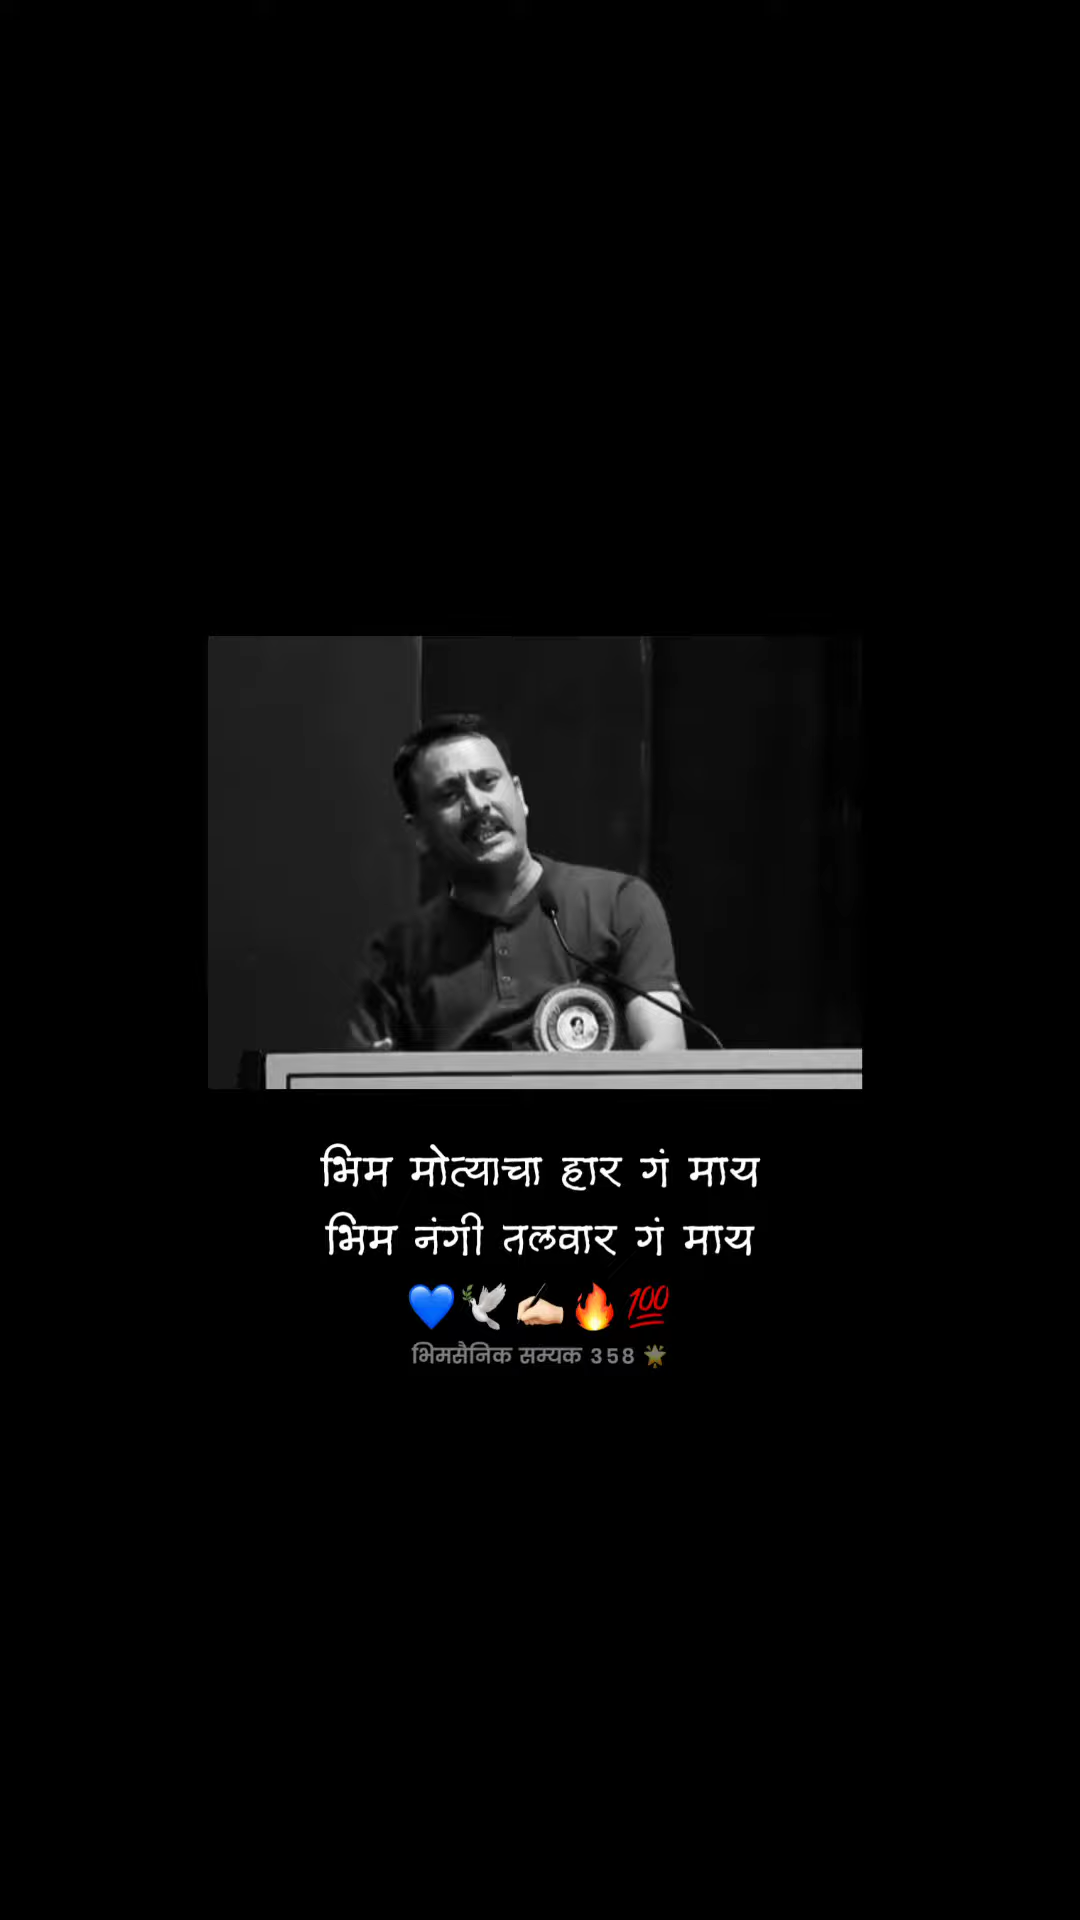 भिम मोत्याचा हार गं माय
भिम नंगी तलवार गं माय
💙🕊️✍🏻🔥💯
भिमसैनिक सम्यक 358 🌟